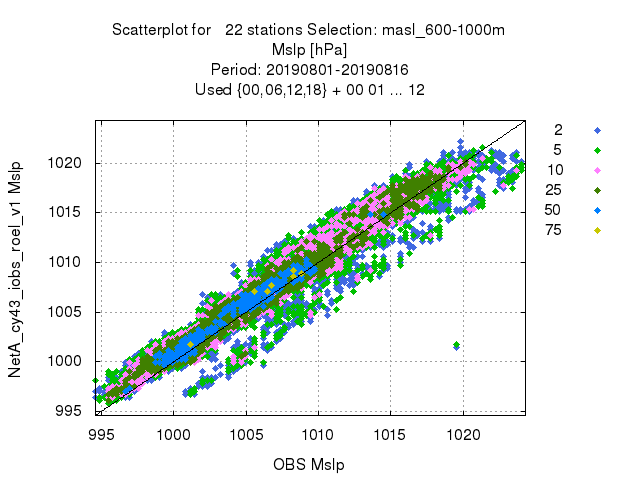 Scatterplot for 22 stations Selection: masl_600-1000m
Mslp [hPa]
Period: 20190801-20190816
Used {00,06,12,18} + 00 01 ... 12
2
5
10
25
50
75
NetA_cy43_iobs_roel_v1 Mslp
1020
1015
1010
1005
1000
995
995 1000 1005 1010 1015 1020
OBS Mslp